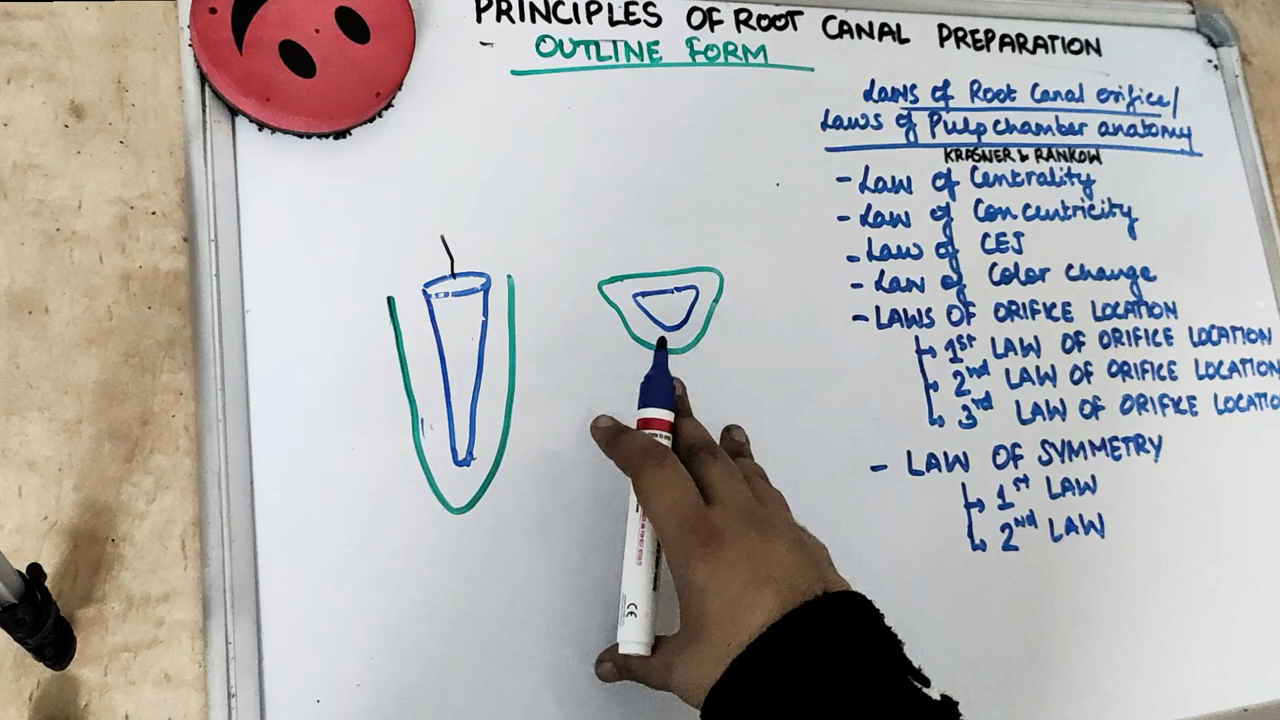 PRINCIPLES OF ROOT CANAL PREPARATION
- OUTLINE FORM
Laws of Root Canal orifice/
Laws of Pulp chamber anatomy
KRASNER & RANKOW
- Law of Centrality
- Law of Concentricity
- Law of CEJ
- Law of Color Change
- LAWS OF ORIFICE LOCATION
1ST LAW OF ORIFICE LOCATION
2nd LAW OF ORIFICE LOCATION
3rd LAW OF ORIFICE LOCATIO
- LAW OF SYMMETRY
1st LAW
2nd LAW
CE